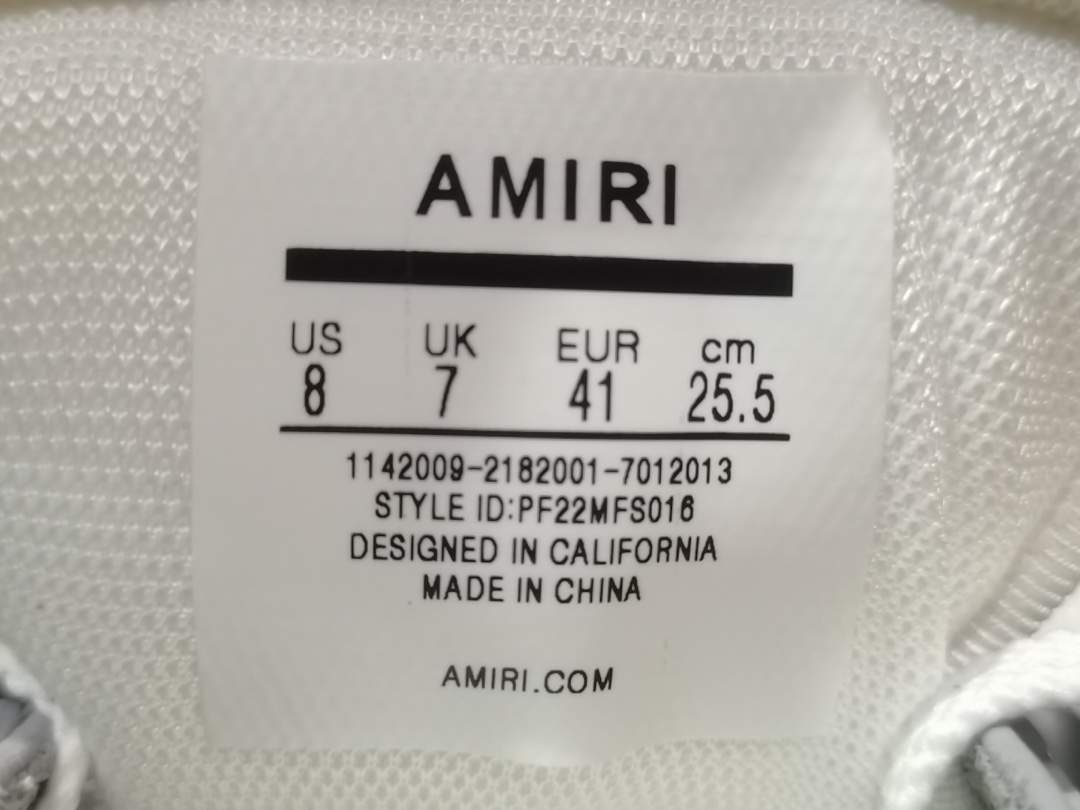 AMIRI
US UK EUR cm
8 7 41 25.5
1142009-2182001-7012013
STYLE ID:PF22MFS016
DESIGNED IN CALIFORNIA
MADE IN CHINA
AMIRI.COM